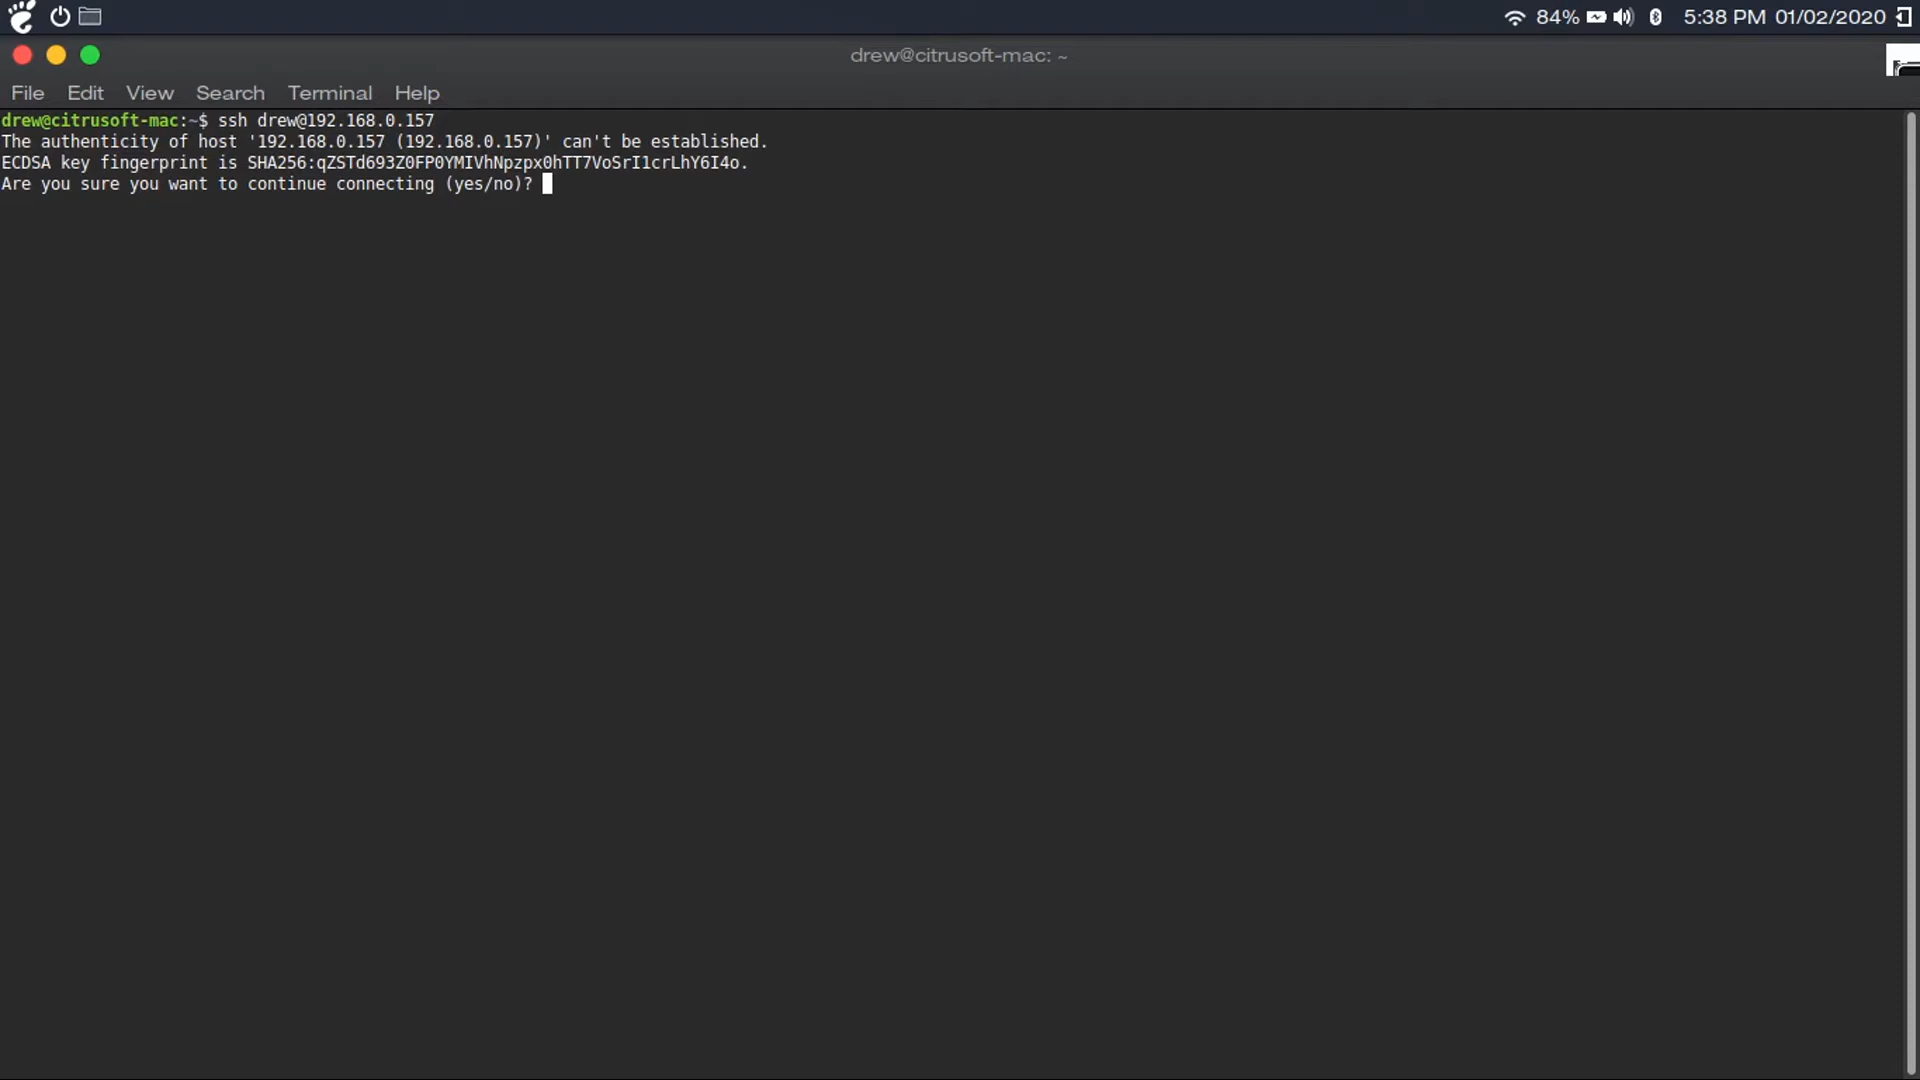 84% 5:38 PM 01/02/2020
drew@citrusoft-mac: ~
File Edit View Search Terminal Help
drew@citrusoft-mac:~$ ssh drew@192.168.0.157
The authenticity of host '192.168.0.157 (192.168.0.157)' can't be established.
ECDSA key fingerprint is SHA256:qZSTd693Z0FP0YMIVhNpzpx0hTT7VoSrI1crLhY6I4o.
Are you sure you want to continue connecting (yes/no)?